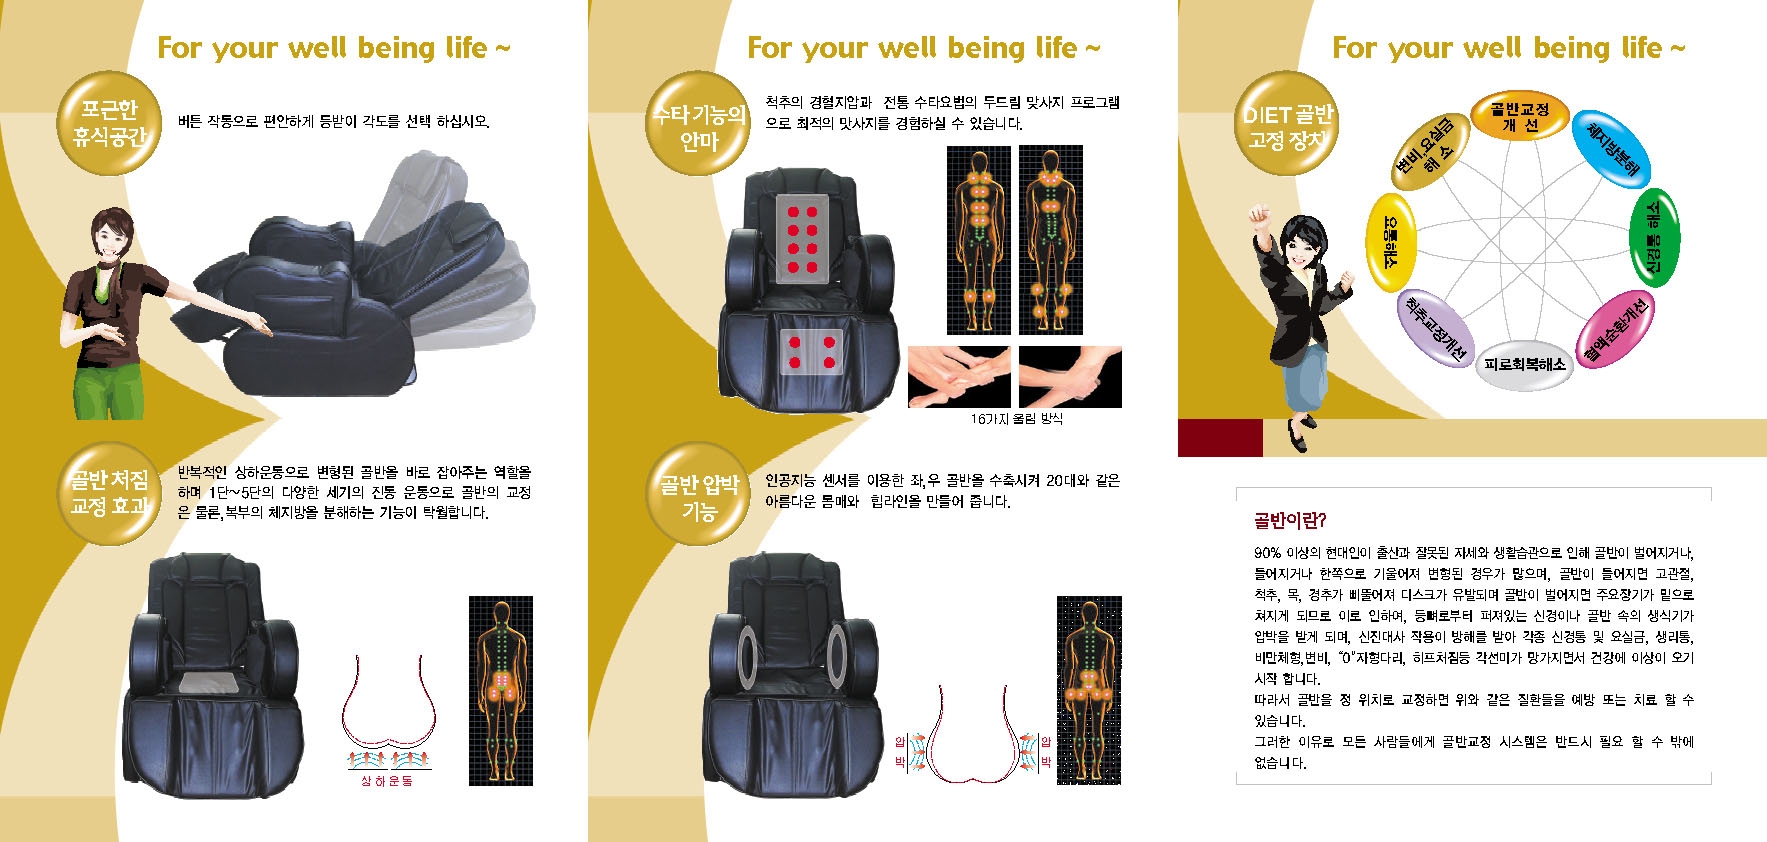 For your well being life ~
포근한
휴식공간
버튼 작동으로 편안하게 등받이 각도를 선택 하십시오.
골반 처짐
교정 효과
반복적인 상하운동으로 변형된 골반을 바로 잡아주는 역할을
하며 1단~5단의 다양한 세기의 진동 운동으로 골반의 교정
은 물론,복부의 체지방을 분해하는 기능이 탁월합니다.
상하운동
For your well being life ~
수타 기능의
안마
척추의 경혈지압과 전통 수타요법의 두드림 맛사지 프로그램
으로 최적의 맛사지를 경험하실 수 있습니다.
16가지 울림 방식
골반 압박
기능
인공지능 센서를 이용한 좌,우 골반을 수축시켜 20대와 같은
아름다운 몸매와 힙라인을 만들어 줍니다.
압
박
압
박
For your well being life ~
DIET 골반
고정 장치
골반교정
개 선
체지방분해
신경통 해소
혈액순환개선
피로회복해소
척추교정개선
숙변, 요실금
해 소
골반이란?
90% 이상의 현대인이 출산과 잘못된 자세와 생활습관으로 인해 골반이 벌어지거나,
틀어지거나 한쪽으로 기울어져 변형된 경우가 많으며, 골반이 틀어지면 고관절,
척추, 목, 경추가 삐뚤어져 디스크가 유발되며 골반이 벌어지면 주요장기가 밑으로
쳐지게 되므로 이로 인하여, 등뼈로부터 퍼져있는 신경이나 골반 속의 생식기가
압박을 받게 되며, 신진대사 작용이 방해를 받아 각종 신경통 및 요실금, 생리통,
비만체형,변비, “O”자형다리, 히프처짐등 각선미가 망가지면서 건강에 이상이 오기
시작 합니다.
따라서 골반을 정 위치로 교정하면 위와 같은 질환들을 예방 또는 치료 할 수
있습니다.
그러한 이유로 모든 사람들에게 골반교정 시스템은 반드시 필요 할 수 밖에
없습니다.